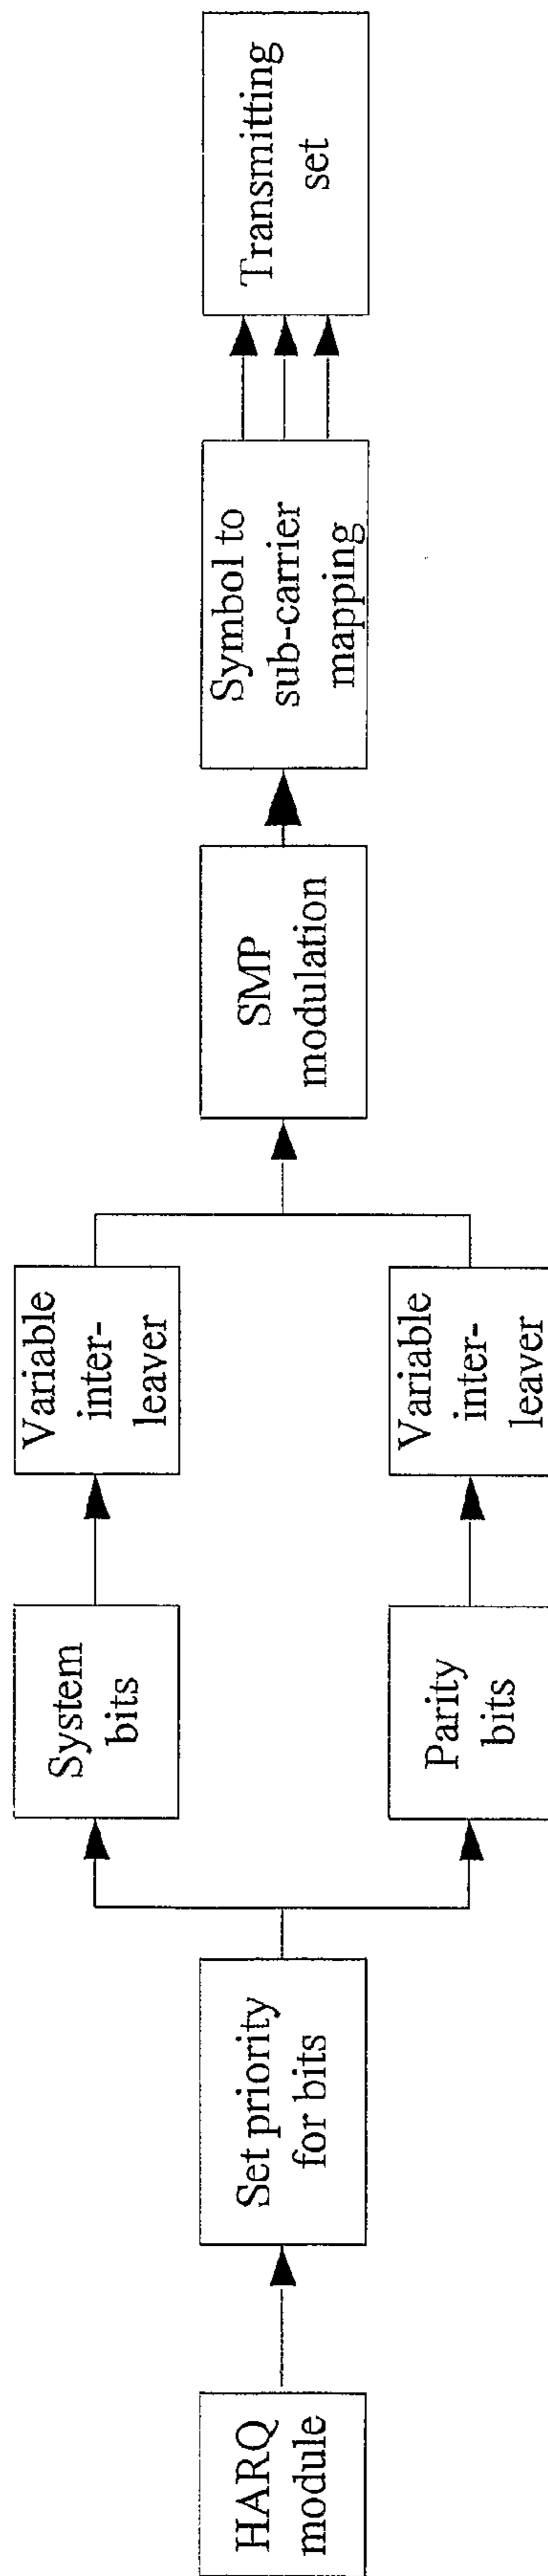 HARQ
module
Set priority
for bits
System
bits
Variable
inter-
leaver
Parity
bits
Variable
inter-
leaver
SMP
modulation
Symbol to
sub-carrier
mapping
Transmitting
set